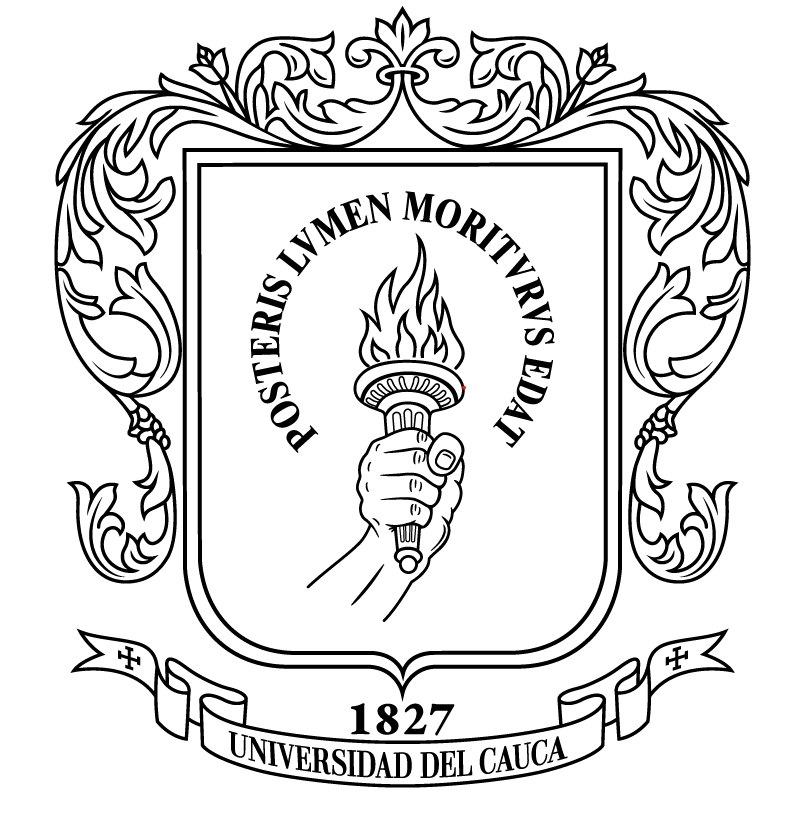 POSTERIS LVMEN MORITVRVS EDAT
1827
UNIVERSIDAD DEL CAUCA